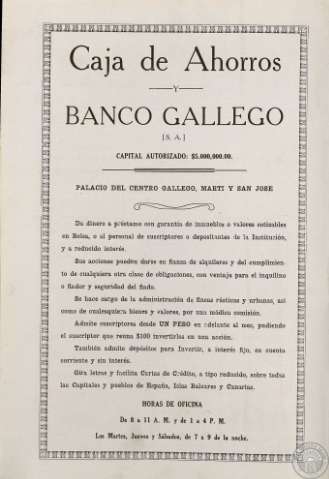 Caja de Ahorros
Y
BANCO GALLEGO
[S. A.]
CAPITAL AUTORIZADO: $5.000,000.00.
PALACIO DEL CENTRO GALLEGO, MARTI Y SAN JOSE
Da dinero a préstamo con garantía de inmuebles o valores cotizables
en Bolsa, o al personal de suscriptores o depositantes de la Institución,
y a reducido interés.
Sus acciones pueden darse en fianza de alquileres y del cumplimiento
de cualquiera otra clase de obligaciones, con ventaja para el inquilino
o fiador y seguridad del fiado.
Se hace cargo de la administración de fincas rústicas y urbanas, así
como de cualesquiera bienes y valores, por una módica comisión.
Admite suscriptores desde UN PESO en adelante al mes, pudiendo
el suscriptor que reuna $100 invertirlos en una acción.
También admite depósitos para Invertir, a interés fijo, en cuenta
corriente y sin interés.
Gira letras y facilita Cartas de Crédito, a tipo reducido, sobre todas
las Capitales y pueblos de España, Islas Baleares y Canarias.
HORAS DE OFICINA
De 8 a 11 A. M. y de 1 a 4 P. M.
Los Martes, Jueves y Sábados, de 7 a 9 de la noche.